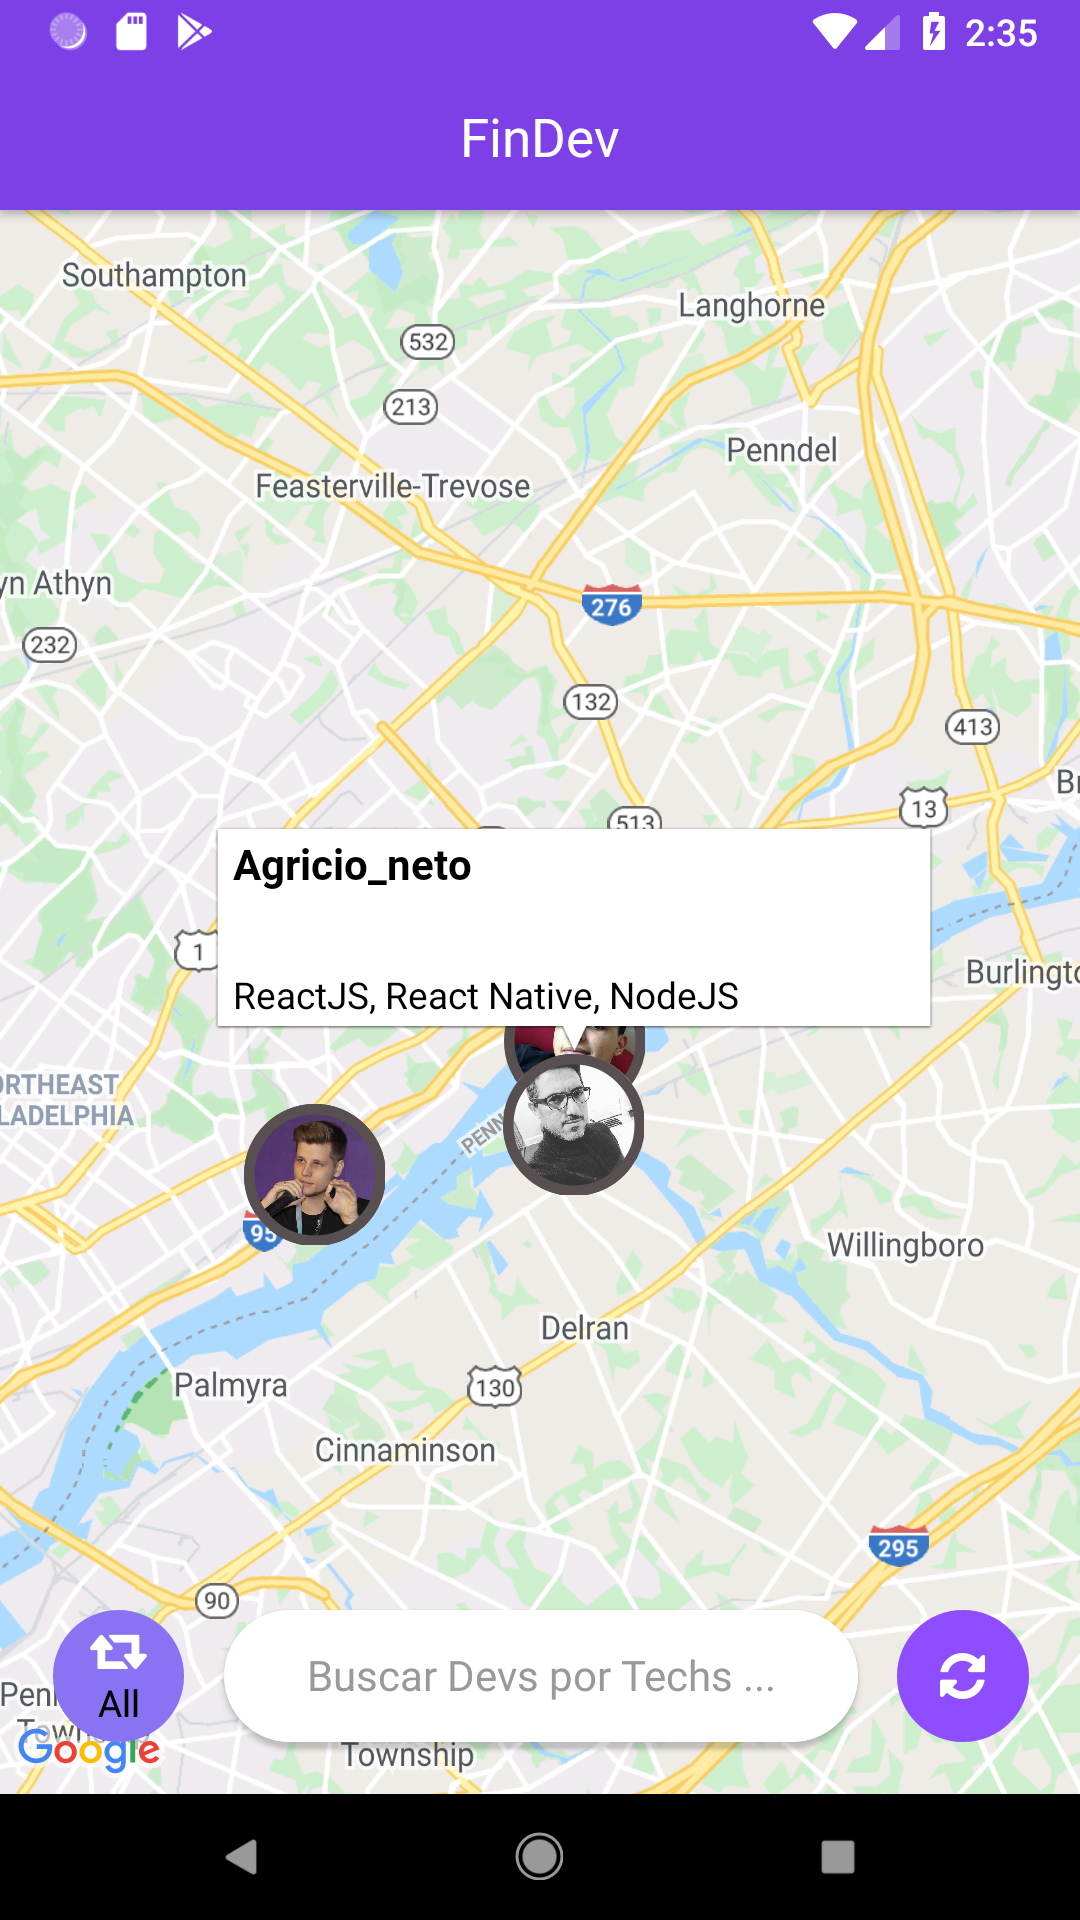 2:35
FinDev
Southampton
Langhorne
532
213
Penndel
Feasterville-Trevose
yn Athyn
276
232
132
413
Br
13
513
Agricio_neto
1
ReactJS, React Native, NodeJS
Burlingto
ORTHEAST
LADELPHIA
PENN
95
Willingboro
Delran
Palmyra
130
Cinnaminson
295
90
Buscar Devs por Techs ...
All
Penn
Town
Google
Township